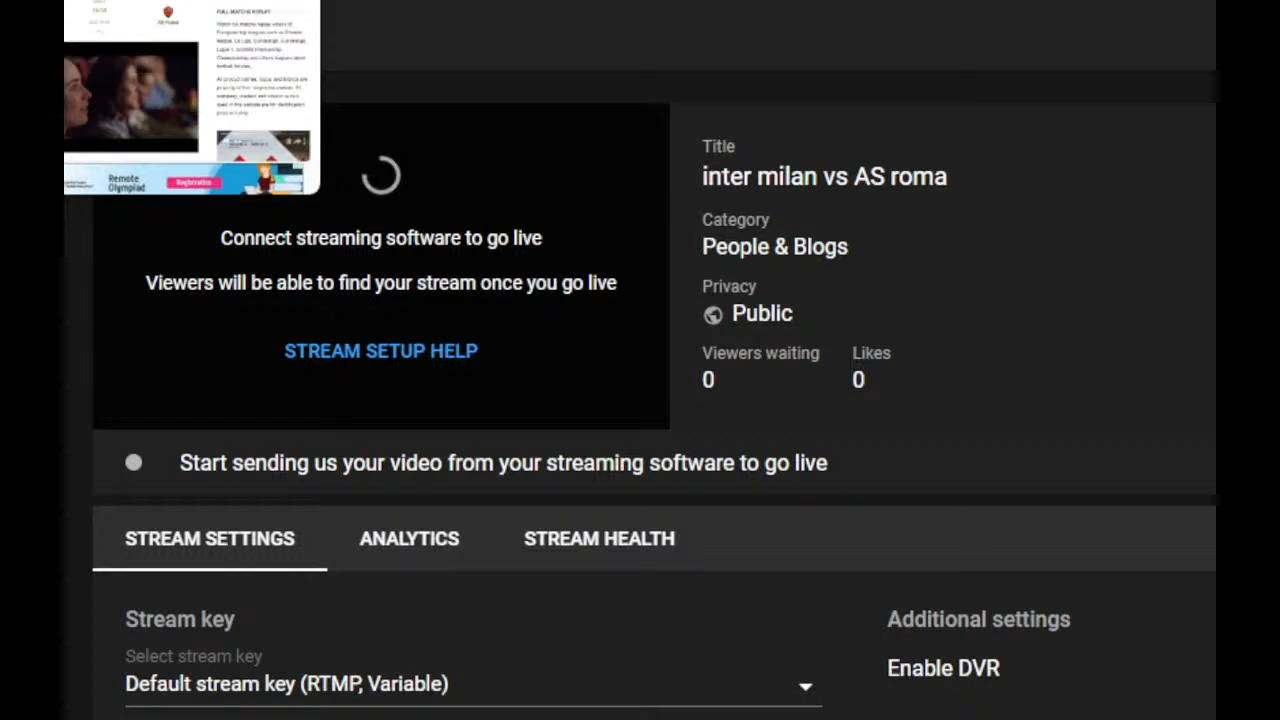 FULL MATCHS REPLAY
AS Roma
Remote
Olympiad
Registration
Connect streaming software to go live
Viewers will be able to find your stream once you go live
STREAM SETUP HELP
Title
inter milan vs AS roma
Category
People & Blogs
Privacy
Public
Viewers waiting
Likes
0
0
Start sending us your video from your streaming software to go live
STREAM SETTINGS
ANALYTICS
STREAM HEALTH
Stream key
Select stream key
Default stream key (RTMP, Variable)
Additional settings
Enable DVR